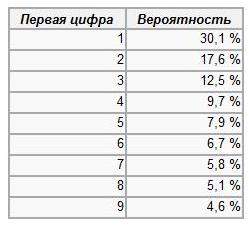 Первая цифра Вероятность
1 30,1 %
2 17,6 %
3 12,5 %
4 9,7 %
5 7,9 %
6 6,7 %
7 5,8 %
8 5,1 %
9 4,6 %